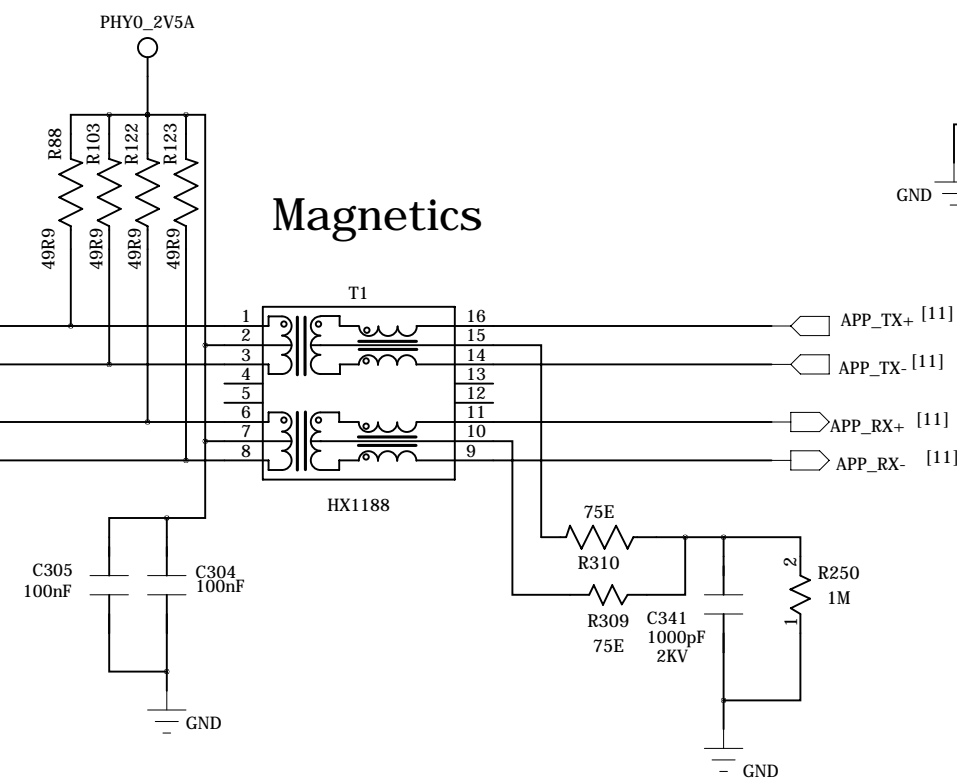 PHY0_2V5A
R88
R103
R122
R123
49R9
49R9
49R9
49R9
GND
Magnetics
T1
1
2
3
4
5
6
7
8
16
15
14
13
12
11
10
9
HX1188
APP_TX+ [11]
APP_TX- [11]
APP_RX+ [11]
APP_RX- [11]
C305
100nF
C304
100nF
GND
75E
R310
R309
75E
C341
1000pF
2KV
2
1
R250
1M
GND